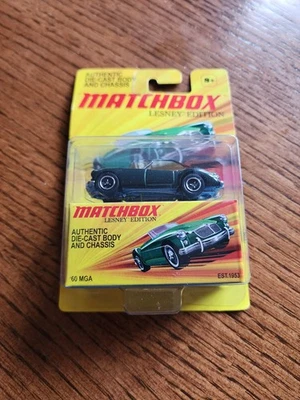 AUTHENTIC
DIE-CAST BODY
AND CHASSIS
MATCHBOX
LESNEY EDITION
MATCHBOX
LESNEY EDITION
AUTHENTIC
DIE-CAST BODY
AND CHASSIS
'60 MGA
EST.1953